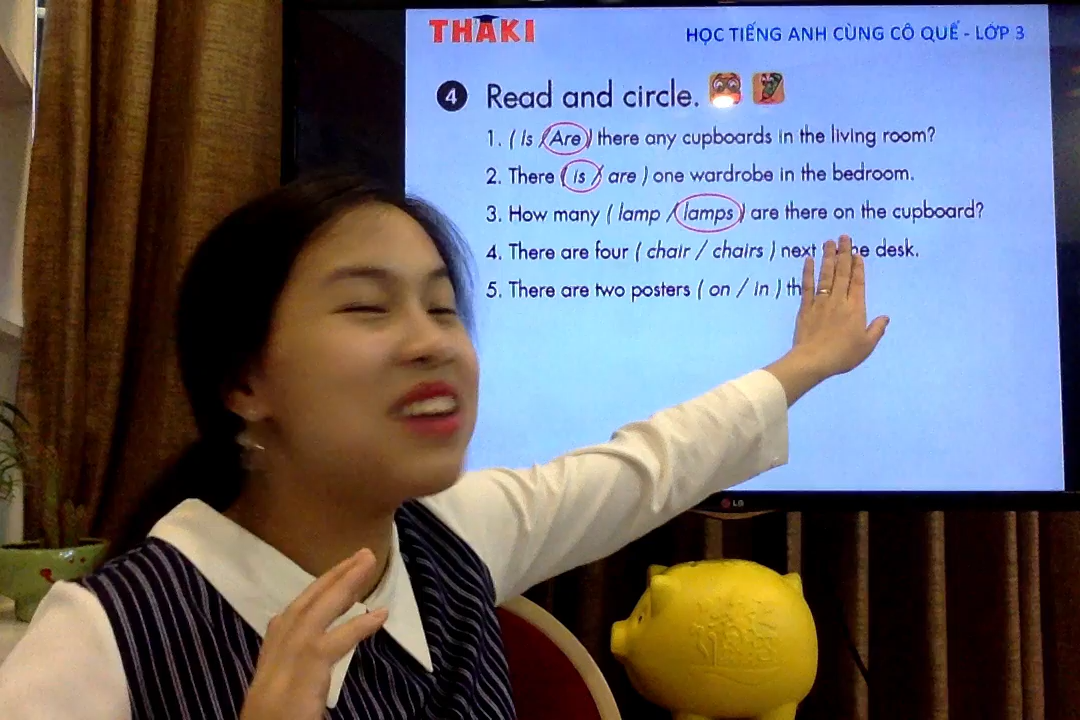 THAKI
HỌC TIẾNG ANH CÙNG CÔ QUẾ - LỚP 3
4 Read and circle.
1. ( Is / Are ) there any cupboards in the living room?
2. There ( is / are ) one wardrobe in the bedroom.
3. How many ( lamp / lamps ) are there on the cupboard?
4. There are four ( chair / chairs ) next desk.
5. There are two posters ( on / in )
LG